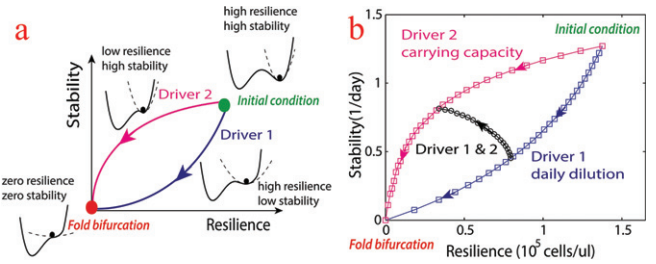 a
low resilience
high stability
high resilience
high stability
Stability
Driver 2
Initial condition
Driver 1
zero resilience
zero stability
high resilience
low stability
Fold bifurcation
Resilience
b
Initial condition
Driver 2
carrying capacity
Stability(1/day)
1.5
1
0.5
0
Driver 1 & 2
Driver 1
daily dilution
0.5
1
1.5
Fold bifurcation
Resilience (10^5 cells/ul)